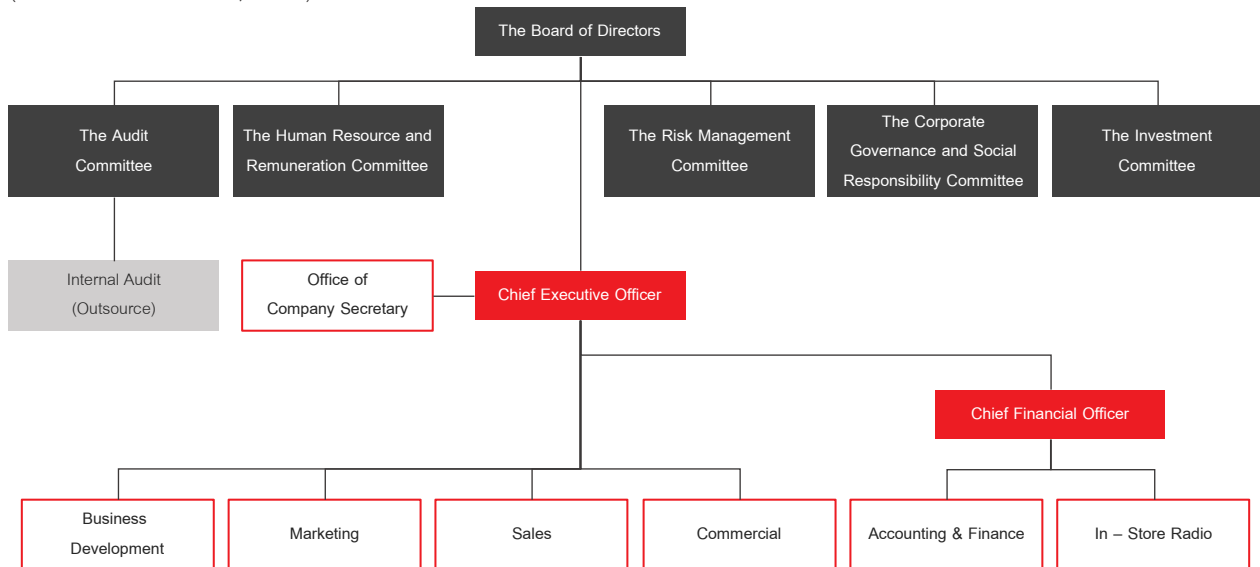 The Board of Directors
The Audit
Committee
The Human Resource and
Remuneration Committee
The Risk Management
Committee
The Corporate
Governance and Social
Responsibility Committee
The Investment
Committee
Internal Audit
(Outsource)
Office of
Company Secretary
Chief Executive Officer
Chief Financial Officer
Business
Development
Marketing
Sales
Commercial
Accounting & Finance
In – Store Radio